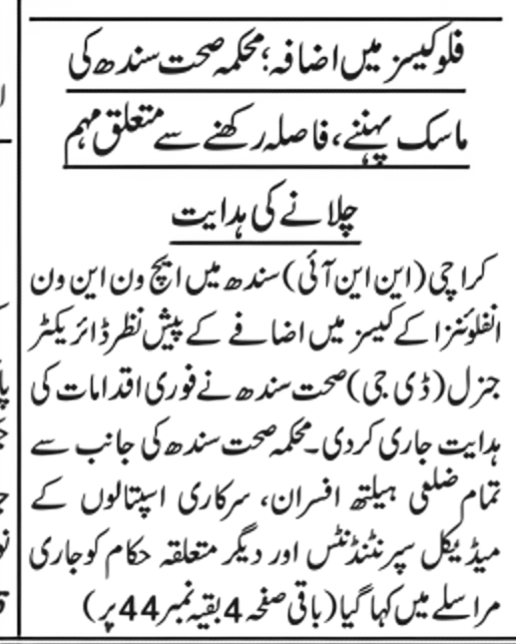 فلو کیسز میں اضافہ؛ محکمہ صحت سندھ کی
ماسک پہننے، فاصلہ رکھنے سے متعلق مہم
چلانے کی ہدایت
کراچی (این این آئی) سندھ میں ایچ ون این ون
انفلوئنزا کے کیسز میں اضافے کے پیش نظر ڈائریکٹر
جنرل (ڈی جی) صحت سندھ نے فوری اقدامات کی
ہدایت جاری کردی۔ محکمہ صحت سندھ کی جانب سے
تمام ضلعی ہیلتھ افسران، سرکاری اسپتالوں کے
میڈیکل سپرنٹنڈنٹس اور دیگر متعلقہ حکام کو جاری
مراسلے میں کہا گیا (باقی صفحہ 4 بقیہ نمبر 44 پر)